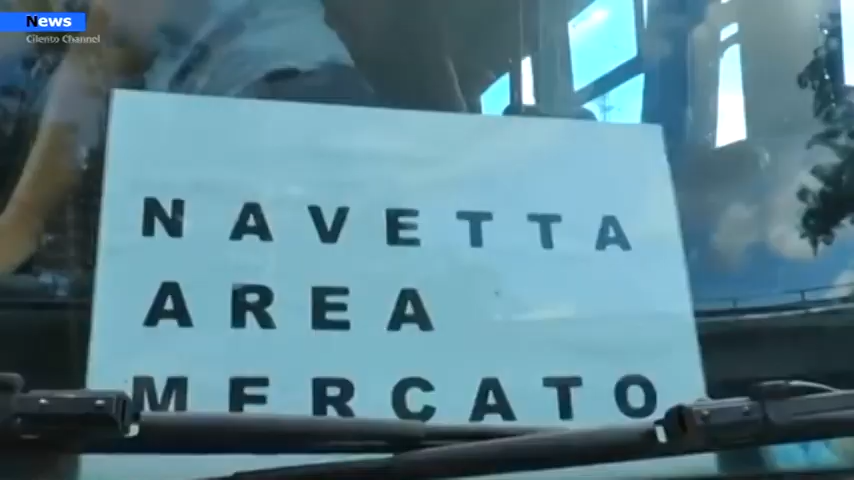 News
Cilento Channel
NAVETTA
AREA
MERCATO